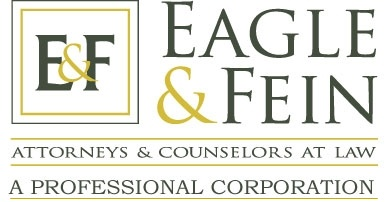 E&F
EAGLE
&FEIN
ATTORNEYS & COUNSELORS AT LAW
A PROFESSIONAL CORPORATION